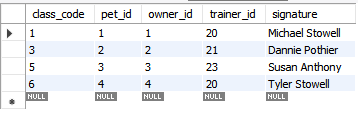 class_code pet_id owner_id trainer_id signature
1 1 1 20 Michael Stowell
3 2 2 21 Dannie Pothier
5 3 3 23 Susan Anthony
6 4 4 20 Tyler Stowell
NULL NULL NULL NULL NULL